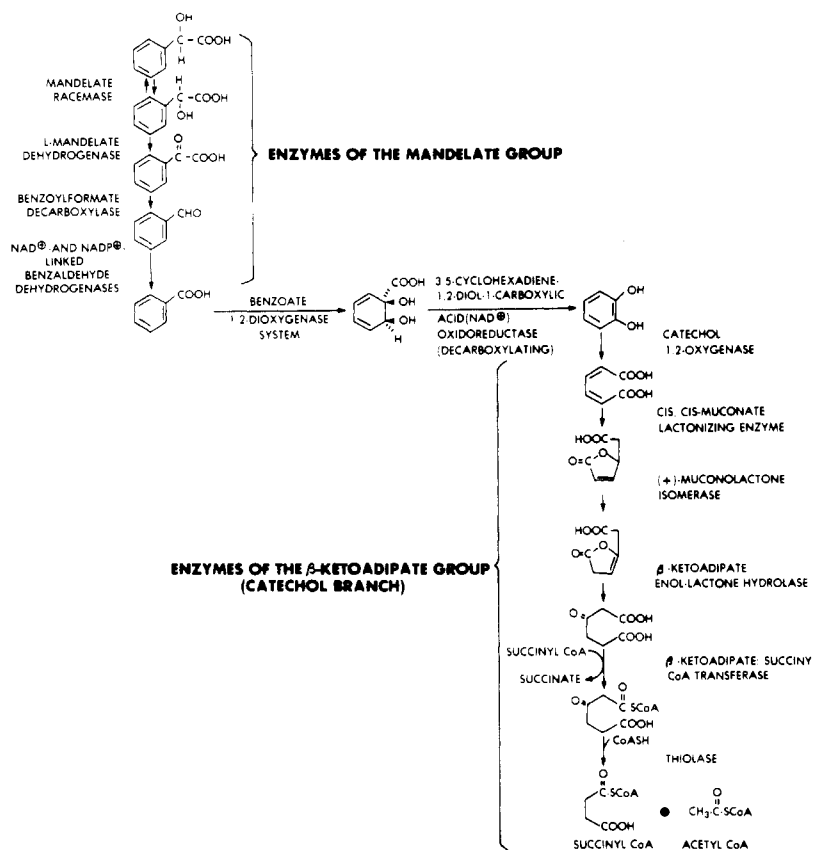 OH
C—COOH
H
MANDELATE
RACEMASE
H
C—COOH
OH
L-MANDELATE
DEHYDROGENASE
O
C-COOH
ENZYMES OF THE MANDELATE GROUP
BENZOYLFORMATE
DECARBOXYLASE
CHO
NAD⊕-AND NADP⊕-
LINKED
BENZALDEHYDE
DEHYDROGENASES
COOH
BENZOATE
1,2-DIOXYGENASE
SYSTEM
COOH
OH
OH
H
3,5-CYCLOHEXADIENE-
1,2-DIOL-1-CARBOXYLIC
ACID(NAD⊕)
OXIDOREDUCTASE
(DECARBOXYLATING)
OH
OH
CATECHOL
1,2-OXYGENASE
COOH
COOH
CIS, CIS-MUCONATE
LACTONIZING ENZYME
HOOC
O=C O
(+)-MUCONOLACTONE
ISOMERASE
HOOC
O=C O
β-KETOADIPATE
ENOL-LACTONE HYDROLASE
ENZYMES OF THE β-KETOADIPATE GROUP
(CATECHOL BRANCH)
O
COOH
COOH
SUCCINYL CoA
SUCCINATE
β-KETOADIPATE: SUCCINY
CoA TRANSFERASE
O
O
C SCoA
COOH
CoASH
THIOLASE
O
C-SCoA
COOH
●
O
CH₃-C-SCoA
SUCCINYL CoA
ACETYL CoA